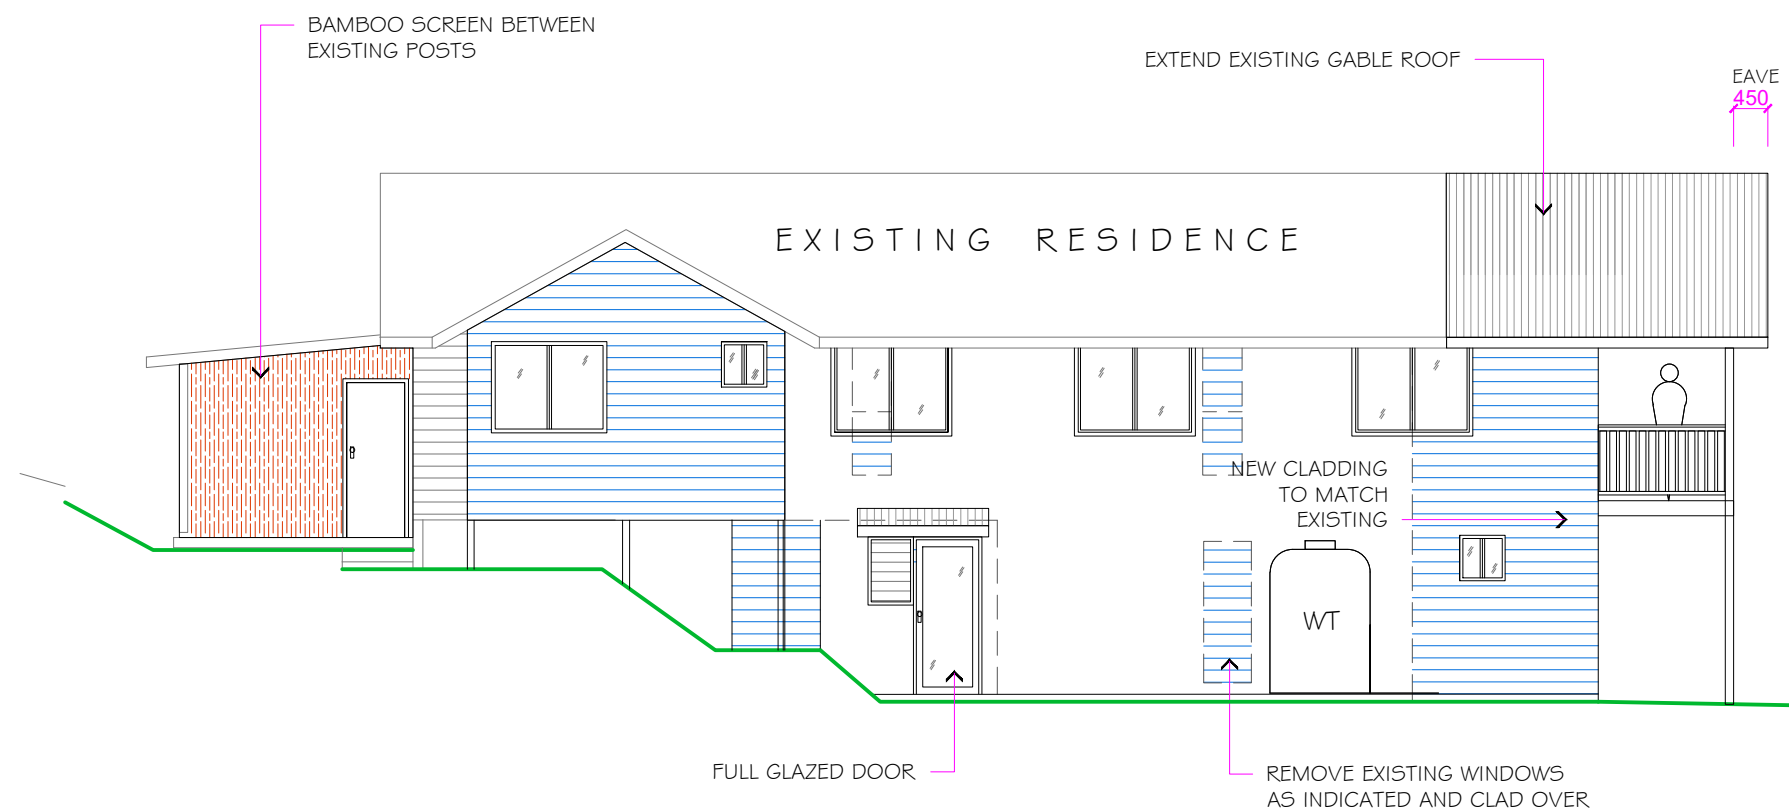 BAMBOO SCREEN BETWEEN
EXISTING POSTS
EXTEND EXISTING GABLE ROOF
EAVE
450
EXISTING RESIDENCE
NEW CLADDING
TO MATCH
EXISTING
WT
FULL GLAZED DOOR
REMOVE EXISTING WINDOWS
AS INDICATED AND CLAD OVER